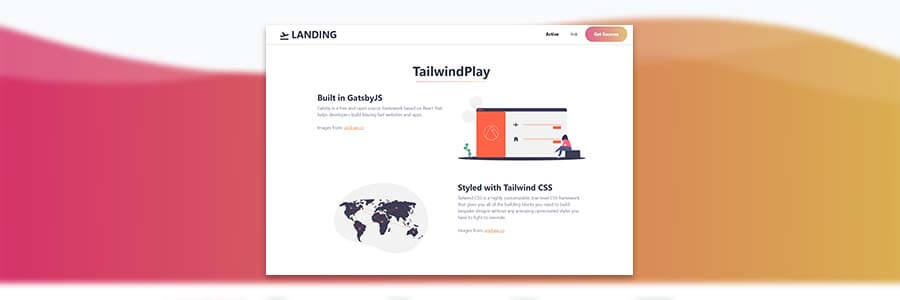 LANDING
Active
link
Get Sources
TailwindPlay
Built in GatsbyJS
Gatsby is a free and open source framework based on React that
helps developers build blazing fast websites and apps.
Images from: undraw.co
Styled with Tailwind CSS
Tailwind CSS is a highly customizable, low-level CSS framework
that gives you all of the building blocks you need to build
bespoke designs without any annoying opinionated styles you
have to fight to override.
Images from: undraw.co